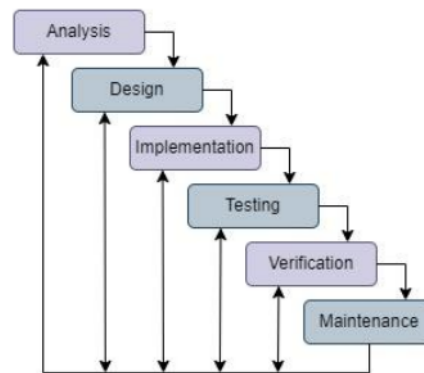 Analysis
Design
Implementation
Testing
Verification
Maintenance